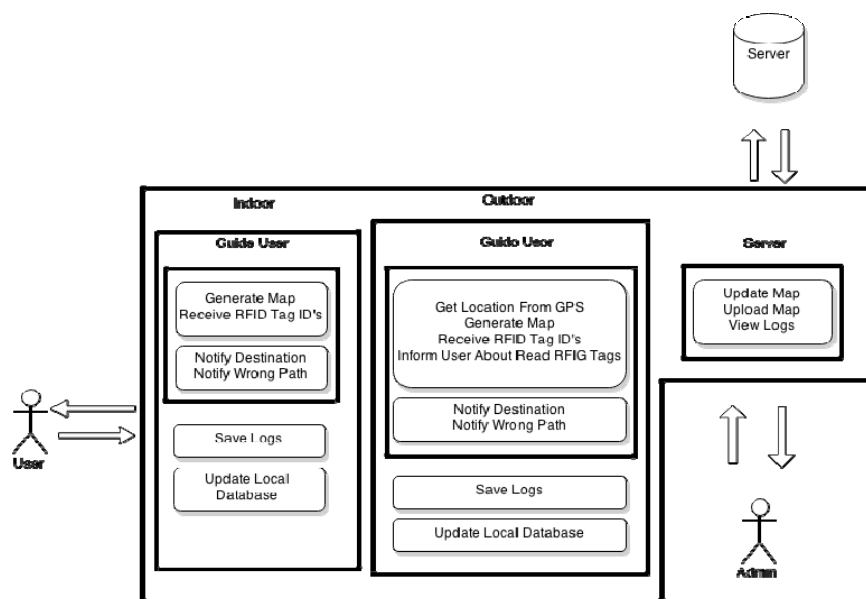 Server
Indoor
Outdoor
Guide User
Guido User
Server
Generate Map
Receive RFID Tag ID's
Notify Destination
Notify Wrong Path
Save Logs
Update Local
Database
Get Location From GPS
Generate Map
Receive RFID Tag ID's
Inform User About Read RFIG Tags
Notify Destination
Notify Wrong Path
Save Logs
Update Local Database
Update Map
Upload Map
View Logs
User
Admin